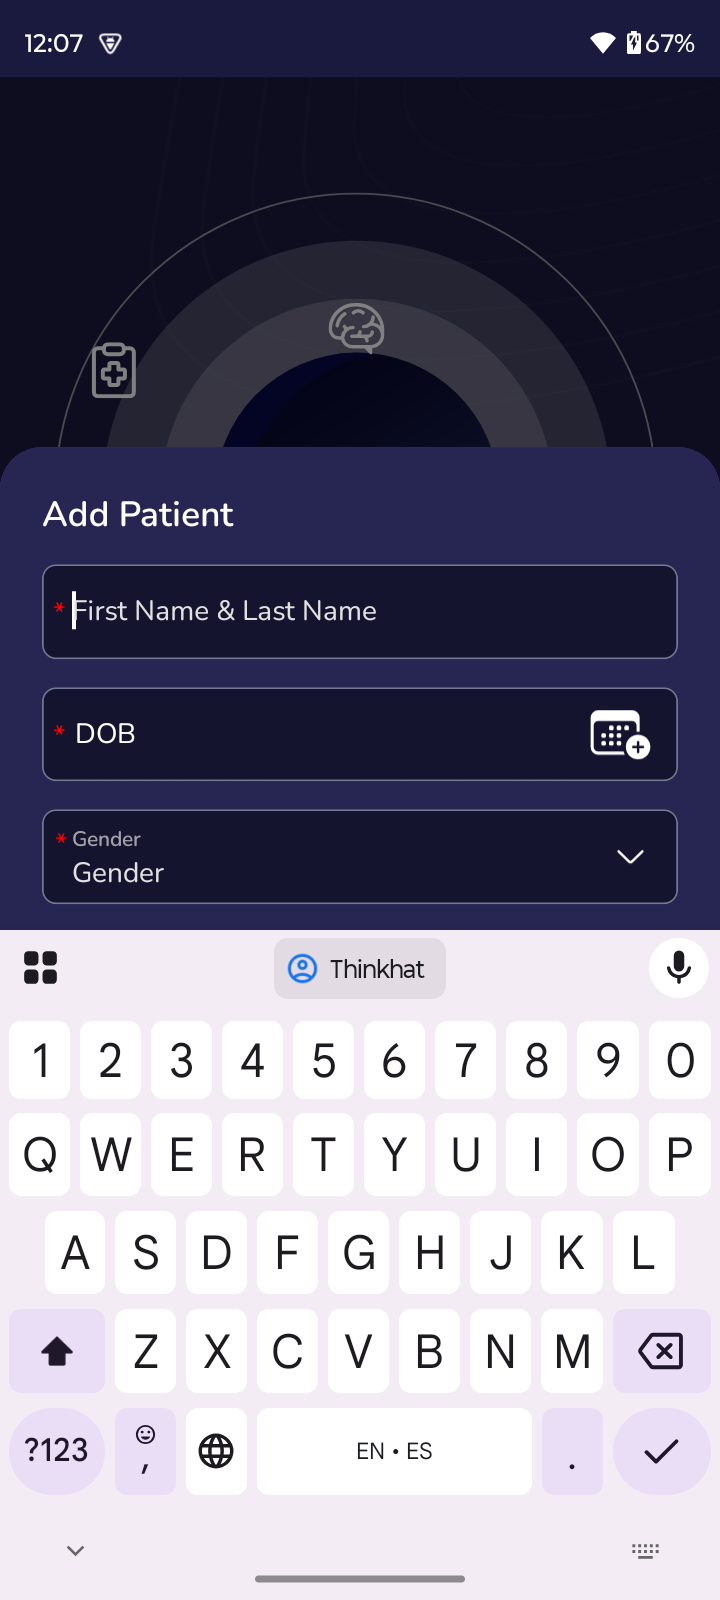 12:07 67%
Add Patient
* First Name & Last Name
* DOB
* Gender
Gender
Thinkhat
1 2 3 4 5 6 7 8 9 0
Q W E R T Y U I O P
A S D F G H J K L
Z X C V B N M
?123 , EN • ES .